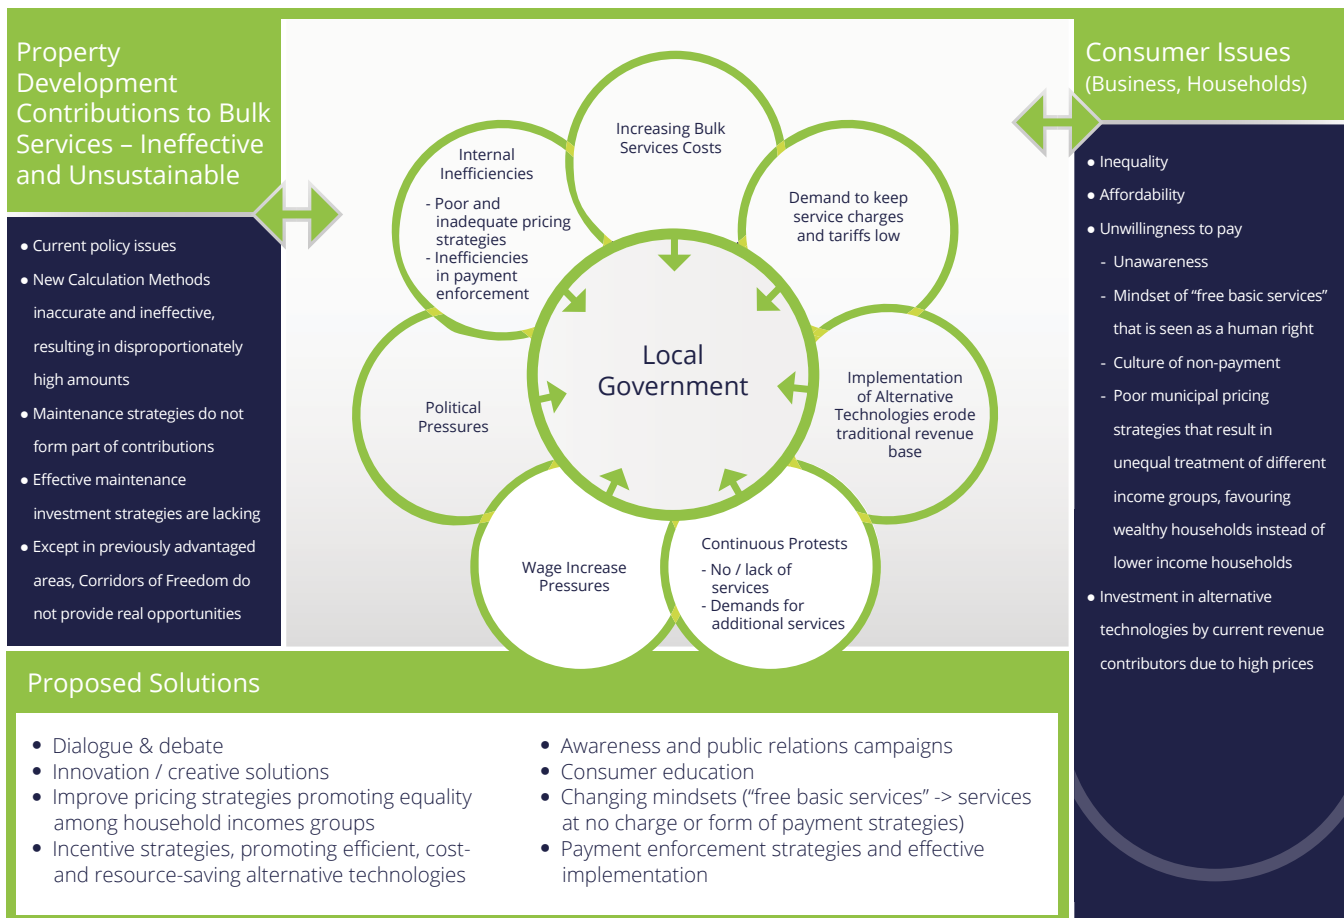 Property
Development
Contributions to Bulk
Services – Ineffective
and Unsustainable
● Current policy issues
● New Calculation Methods
inaccurate and ineffective,
resulting in disproportionately
high amounts
● Maintenance strategies do not
form part of contributions
● Effective maintenance
investment strategies are lacking
● Except in previously advantaged
areas, Corridors of Freedom do
not provide real opportunities
Increasing Bulk
Services Costs
Internal
Inefficiencies
- Poor and
inadequate pricing
strategies
- Inefficiencies
in payment
enforcement
Demand to keep
service charges
and tariffs low
Local
Government
Political
Pressures
Implementation
of Alternative
Technologies erode
traditional revenue
base
Wage Increase
Pressures
Continuous Protests
- No / lack of
services
- Demands for
additional services
Consumer Issues
(Business, Households)
● Inequality
● Affordability
● Unwillingness to pay
- Unawareness
- Mindset of “free basic services”
that is seen as a human right
- Culture of non-payment
- Poor municipal pricing
strategies that result in
unequal treatment of different
income groups, favouring
wealthy households instead of
lower income households
● Investment in alternative
technologies by current revenue
contributors due to high prices
Proposed Solutions
• Dialogue & debate
• Innovation / creative solutions
• Improve pricing strategies promoting equality
among household incomes groups
• Incentive strategies, promoting efficient, cost-
and resource-saving alternative technologies
• Awareness and public relations campaigns
• Consumer education
• Changing mindsets (“free basic services” -> services
at no charge or form of payment strategies)
• Payment enforcement strategies and effective
implementation